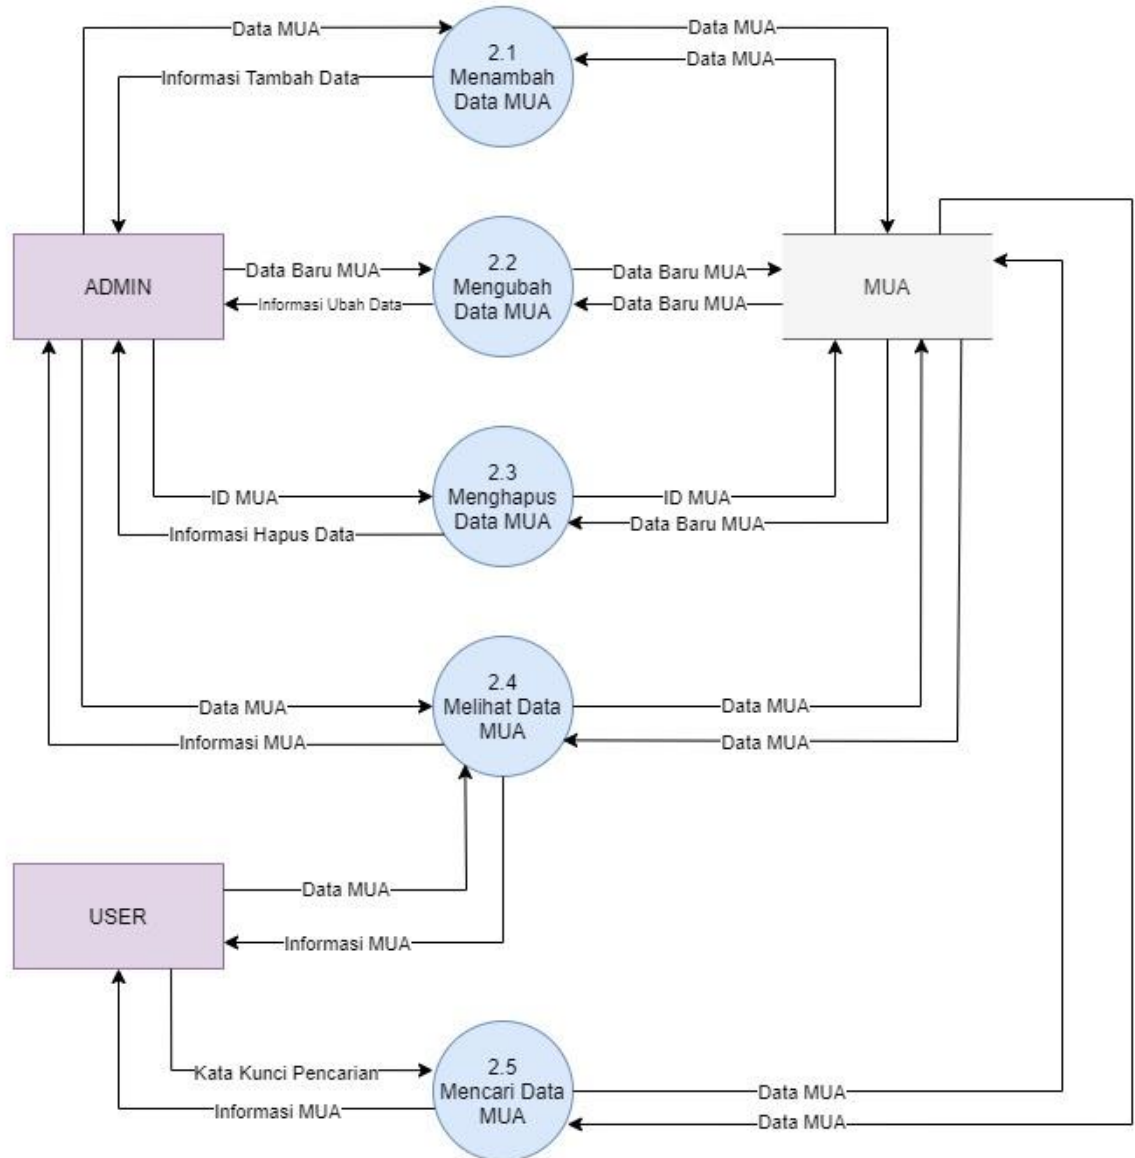 Data MUA
2.1
Menambah
Data MUA
Data MUA
Data MUA
Informasi Tambah Data
ADMIN
Data Baru MUA
Informasi Ubah Data
2.2
Mengubah
Data MUA
Data Baru MUA
Data Baru MUA
MUA
ID MUA
Informasi Hapus Data
2.3
Menghapus
Data MUA
ID MUA
Data Baru MUA
Data MUA
Informasi MUA
2.4
Melihat Data
MUA
Data MUA
Data MUA
USER
Data MUA
Informasi MUA
Kata Kunci Pencarian
Informasi MUA
2.5
Mencari Data
MUA
Data MUA
Data MUA